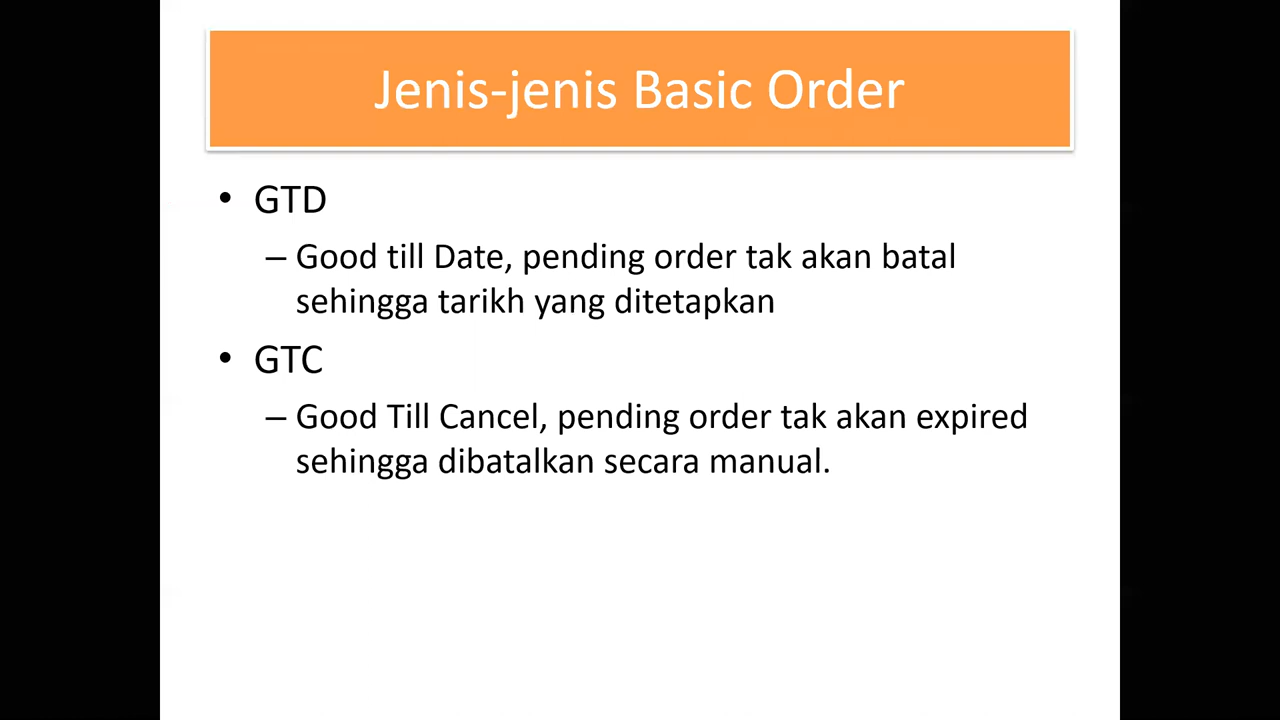 Jenis-jenis Basic Order
• GTD
– Good till Date, pending order tak akan batal
sehingga tarikh yang ditetapkan
• GTC
– Good Till Cancel, pending order tak akan expired
sehingga dibatalkan secara manual.